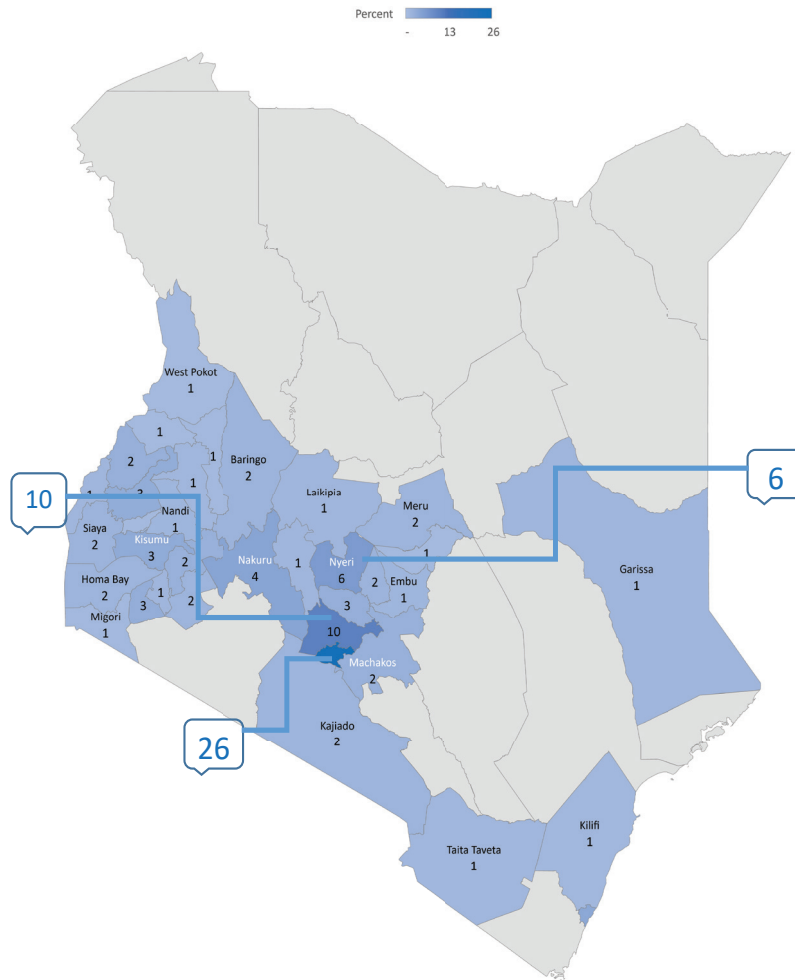 Percent
- 13 26
West Pokot
1
1
2
1
Baringo
2
1
1
3
Laikipia
1
Meru
2
10
6
Nandi
1
Siaya
2
Kisumu
3
2
Nakuru
4
1
Nyeri
6
2
1
Embu
1
Garissa
1
Homa Bay
2
3
1
2
3
Migori
1
10
Machakos
2
26
Kajiado
2
Kilifi
1
Taita Taveta
1